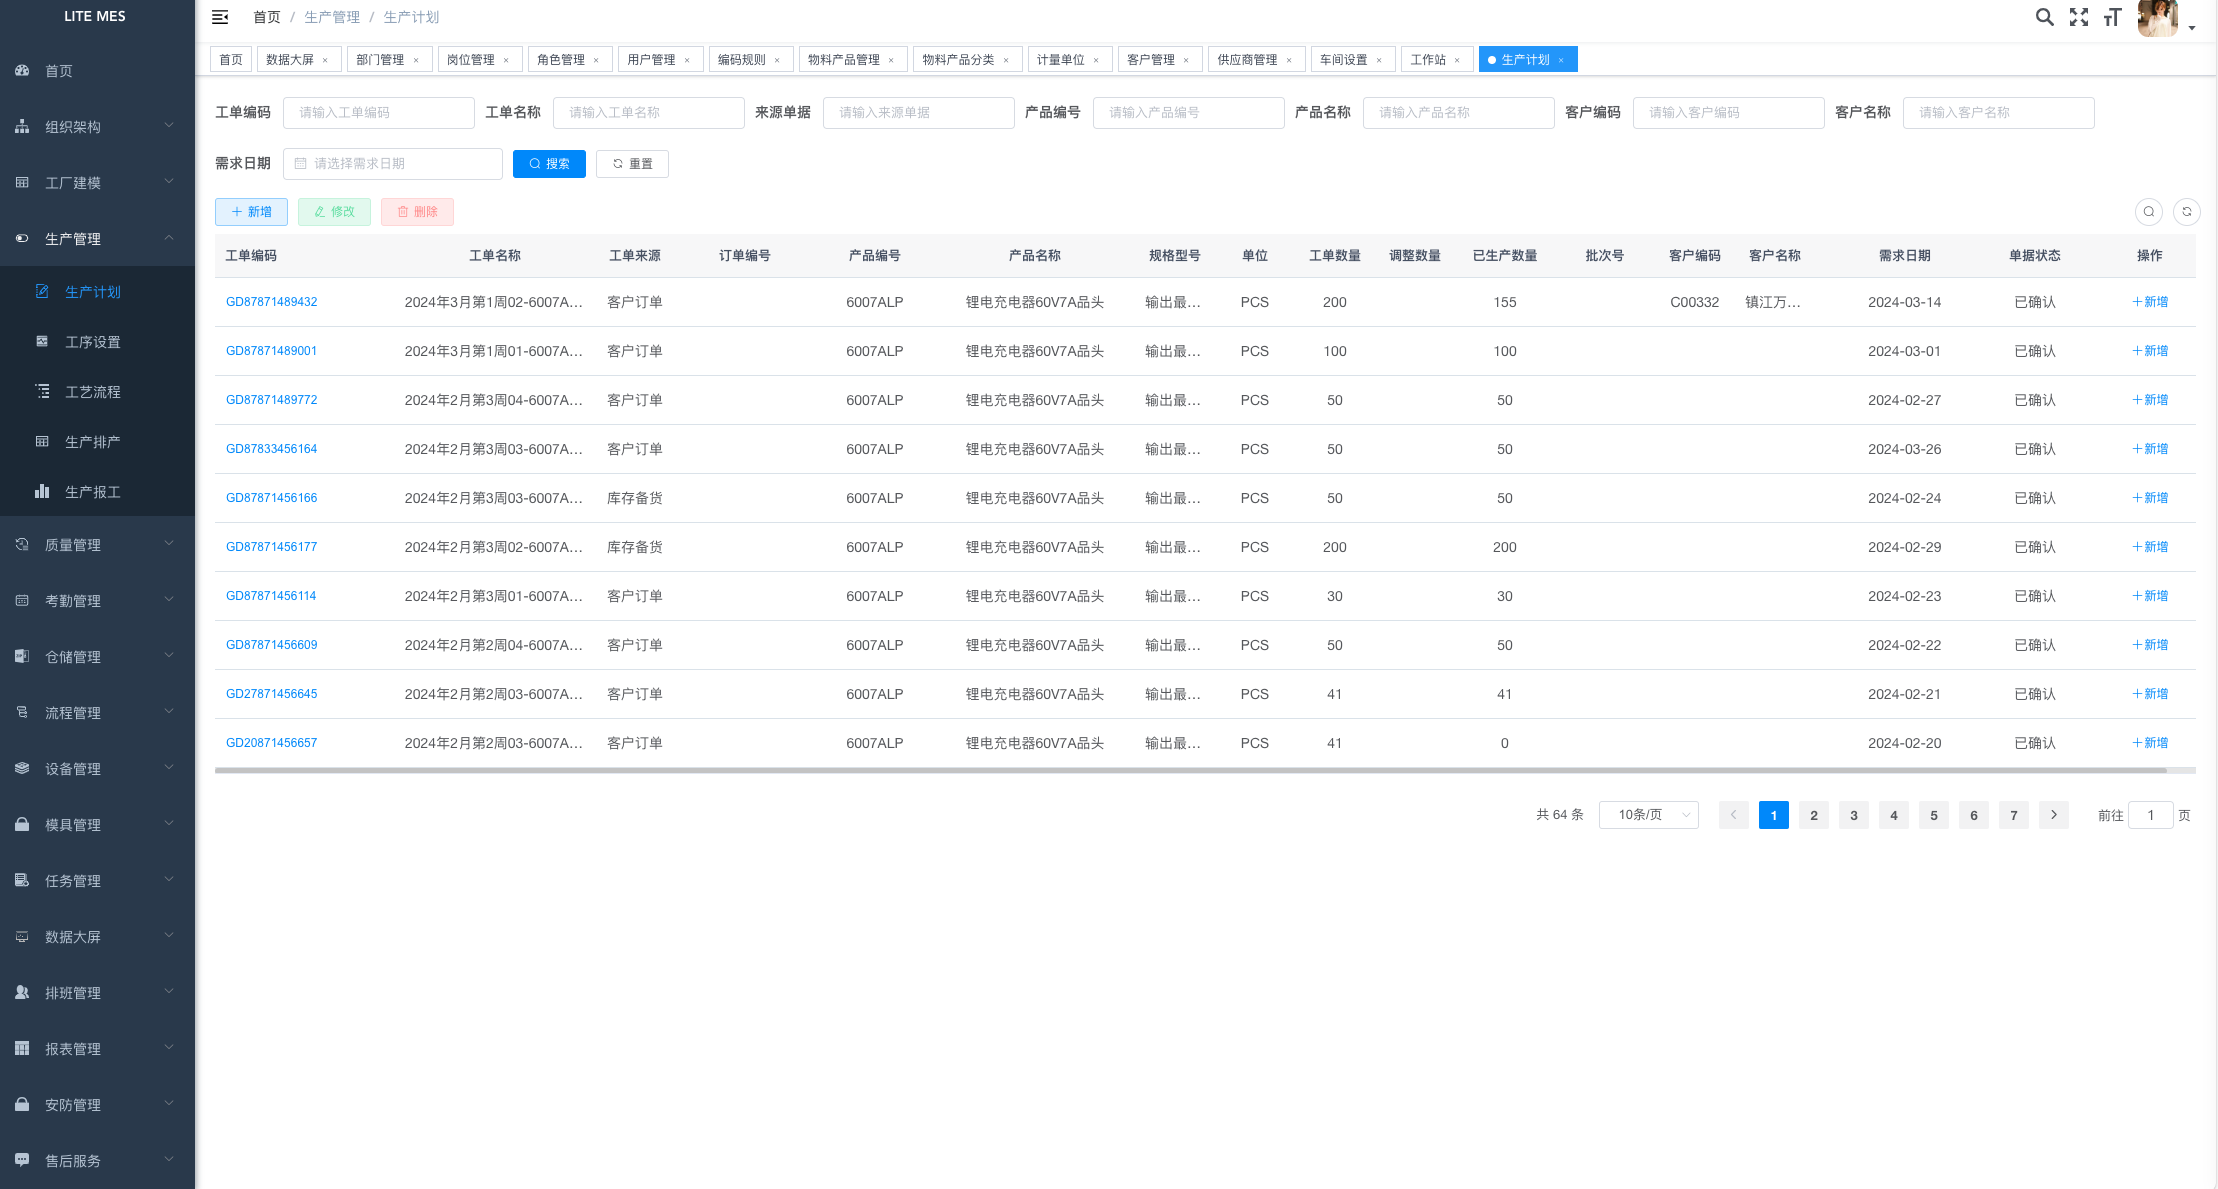 LITE MES
首页
组织架构
工厂建模
生产管理
生产计划
工序设置
工艺流程
生产排产
生产报工
质量管理
考勤管理
仓储管理
流程管理
设备管理
模具管理
任务管理
数据大屏
排班管理
报表管理
安防管理
售后服务
首页 / 生产管理 / 生产计划
首页 数据大屏 × 部门管理 × 岗位管理 × 角色管理 × 用户管理 × 编码规则 × 物料产品管理 × 物料产品分类 × 计量单位 × 客户管理 × 供应商管理 × 车间设置 × 工作站 × 生产计划 ×
工单编码 请输入工单编码 工单名称 请输入工单名称 来源单据 请输入来源单据 产品编号 请输入产品编号 产品名称 请输入产品名称 客户编码 请输入客户编码 客户名称 请输入客户名称
需求日期 请选择需求日期 搜索 重置
新增 修改 删除
工单编码 工单名称 工单来源 订单编号 产品编号 产品名称 规格型号 单位 工单数量 调整数量 已生产数量 批次号 客户编码 客户名称 需求日期 单据状态 操作
GD87871489432 2024年3月第1周02-6007A... 客户订单 6007ALP 锂电充电器60V7A品头 输出最... PCS 200 155 C00332 镇江万... 2024-03-14 已确认 +新增
GD87871489001 2024年3月第1周01-6007A... 客户订单 6007ALP 锂电充电器60V7A品头 输出最... PCS 100 100 2024-03-01 已确认 +新增
GD87871489772 2024年2月第3周04-6007A... 客户订单 6007ALP 锂电充电器60V7A品头 输出最... PCS 50 50 2024-02-27 已确认 +新增
GD87833456164 2024年2月第3周03-6007A... 客户订单 6007ALP 锂电充电器60V7A品头 输出最... PCS 50 50 2024-03-26 已确认 +新增
GD87871456166 2024年2月第3周03-6007A... 库存备货 6007ALP 锂电充电器60V7A品头 输出最... PCS 50 50 2024-02-24 已确认 +新增
GD87871456177 2024年2月第3周02-6007A... 库存备货 6007ALP 锂电充电器60V7A品头 输出最... PCS 200 200 2024-02-29 已确认 +新增
GD87871456114 2024年2月第3周01-6007A... 客户订单 6007ALP 锂电充电器60V7A品头 输出最... PCS 30 30 2024-02-23 已确认 +新增
GD87871456609 2024年2月第2周04-6007A... 客户订单 6007ALP 锂电充电器60V7A品头 输出最... PCS 50 50 2024-02-22 已确认 +新增
GD27871456645 2024年2月第2周03-6007A... 客户订单 6007ALP 锂电充电器60V7A品头 输出最... PCS 41 41 2024-02-21 已确认 +新增
GD20871456657 2024年2月第2周03-6007A... 客户订单 6007ALP 锂电充电器60V7A品头 输出最... PCS 41 0 2024-02-20 已确认 +新增
共 64 条 10条/页 < 1 2 3 4 5 6 7 > 前往 1 页